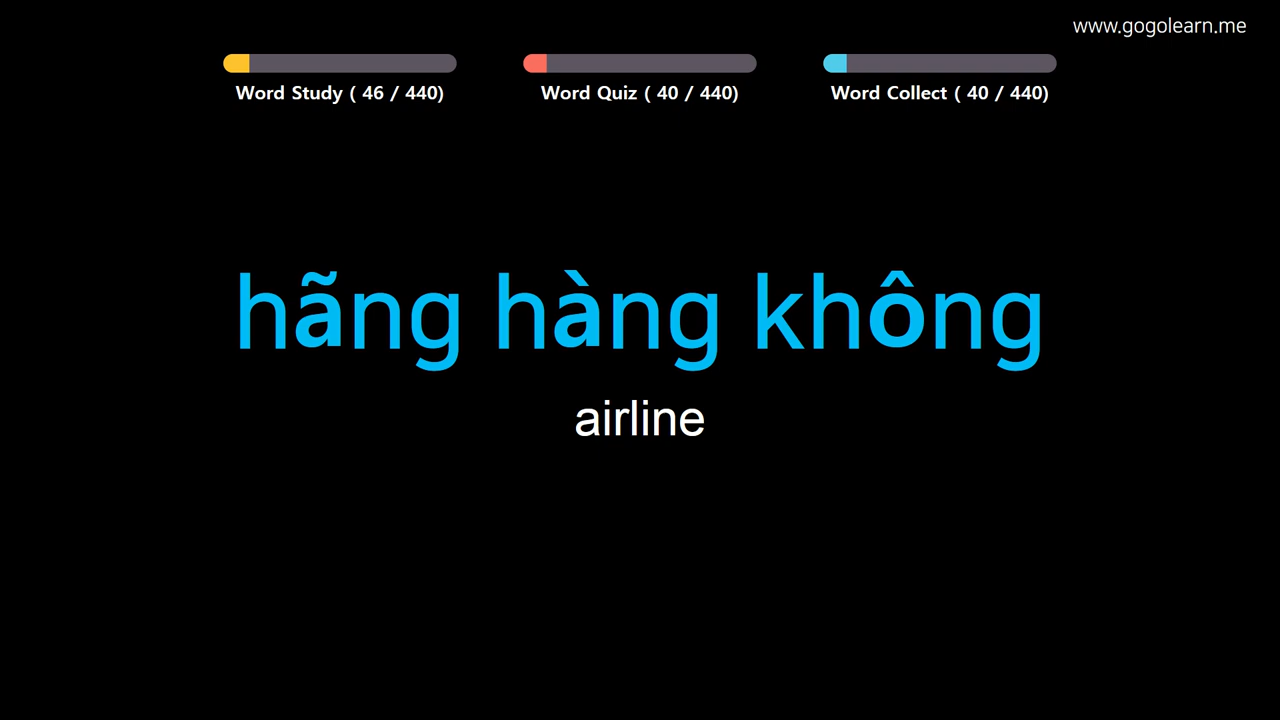 www.gogolearn.me
Word Study ( 46 / 440)
Word Quiz ( 40 / 440)
Word Collect ( 40 / 440)
hãng hàng không
airline